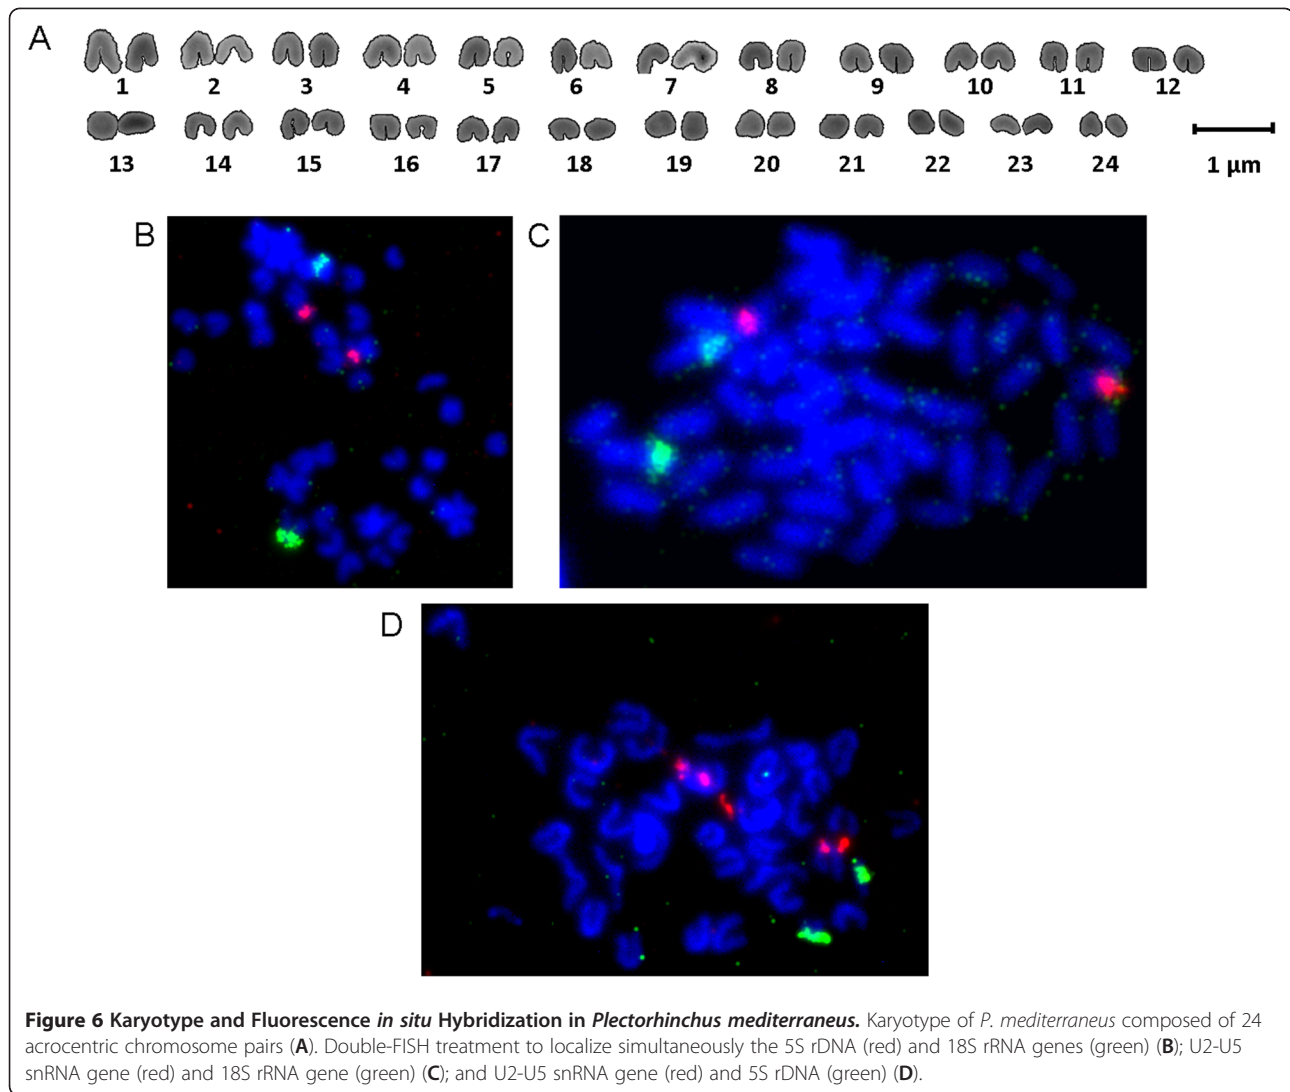 A
1 2 3 4 5 6 7 8 9 10 11 12
13 14 15 16 17 18 19 20 21 22 23 24 1 µm
B
C
D
Figure 6 Karyotype and Fluorescence in situ Hybridization in Plectorhinchus mediterraneus. Karyotype of P. mediterraneus composed of 24
acrocentric chromosome pairs (A). Double-FISH treatment to localize simultaneously the 5S rDNA (red) and 18S rRNA genes (green) (B); U2-U5
snRNA gene (red) and 18S rRNA gene (green) (C); and U2-U5 snRNA gene (red) and 5S rDNA (green) (D).